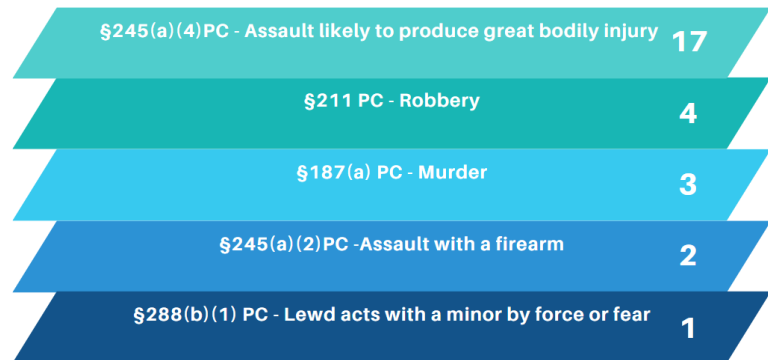 §245(a)(4)PC - Assault likely to produce great bodily injury 17
§211 PC - Robbery 4
§187(a) PC - Murder 3
§245(a)(2)PC -Assault with a firearm 2
§288(b)(1) PC - Lewd acts with a minor by force or fear 1